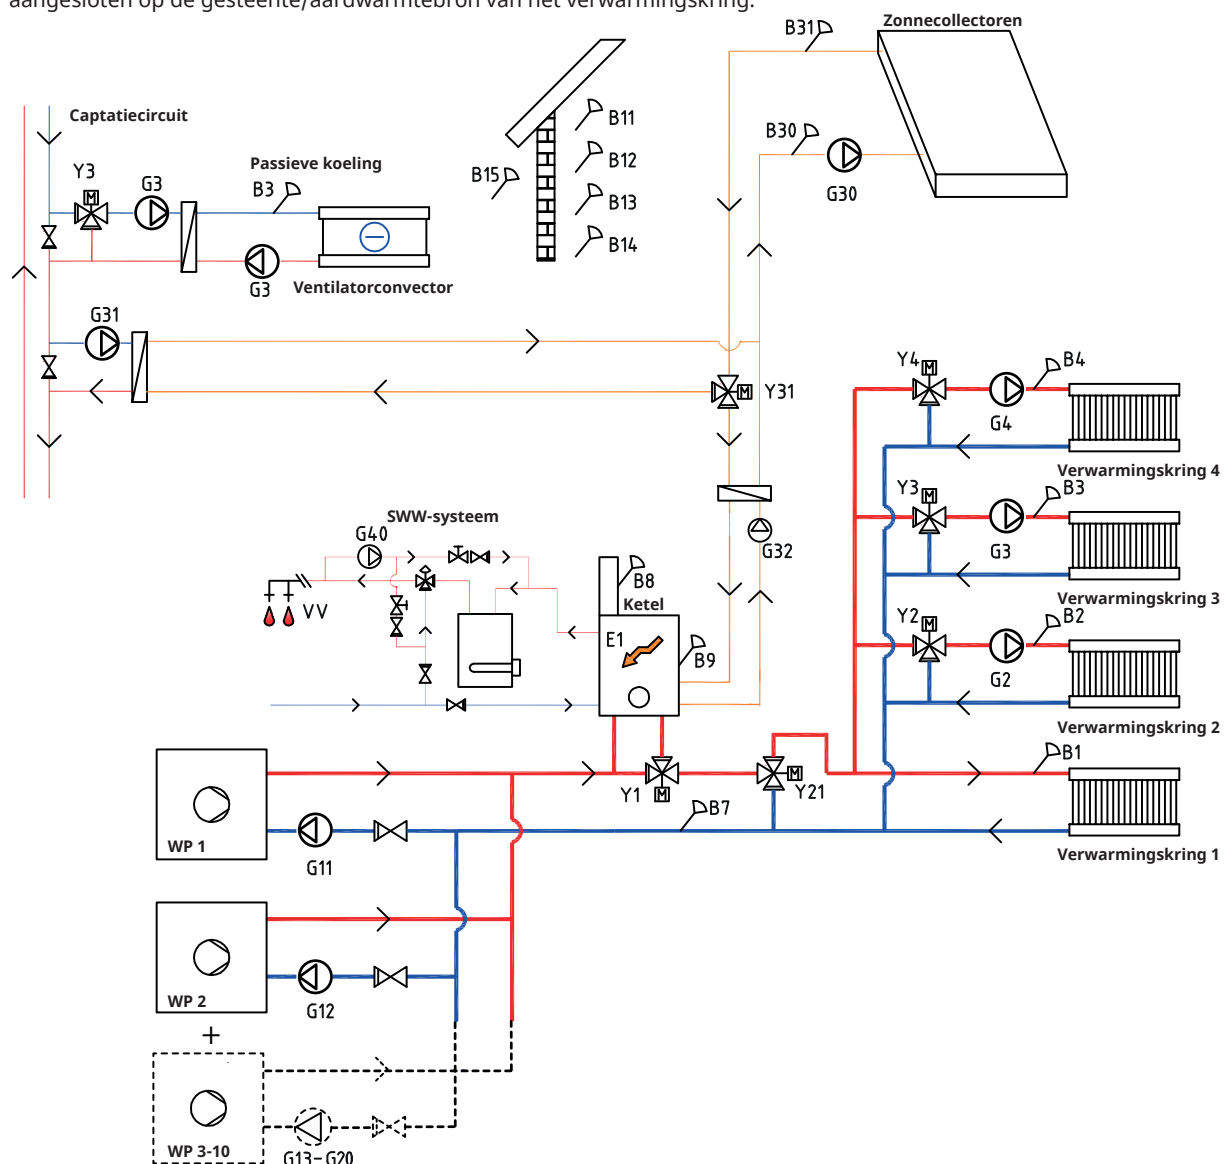 aangesloten op de gesteente/aardwarmtebron van het verwarmingskring.
Zonnecollectoren
B31
Captatiecircuit
B11
B30
Passieve koeling
B12
Y3
G3
B3
B15
B13
G30
B14
G3
Ventilatorconvector
G31
Y4
B4
M
Y31
G4
Verwarmingskring 4
Y3
B3
M
SWW-systeem
G40
G3
G32
B8
VV
Ketel
Verwarmingskring 3
Y2
B2
M
E1
B9
G2
Verwarmingskring 2
B1
M
Y21
Y1
M
B7
WP 1
G11
Verwarmingskring 1
WP 2
G12
+
WP 3-10
G13-G20